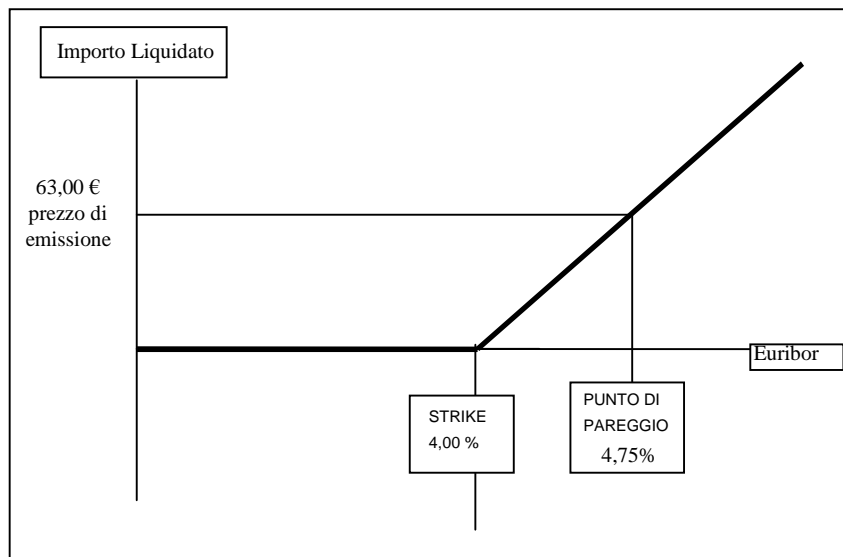 Importo Liquidato
63,00 €
prezzo di
emissione
Euribor
STRIKE
4,00 %
PUNTO DI
PAREGGIO
4,75%